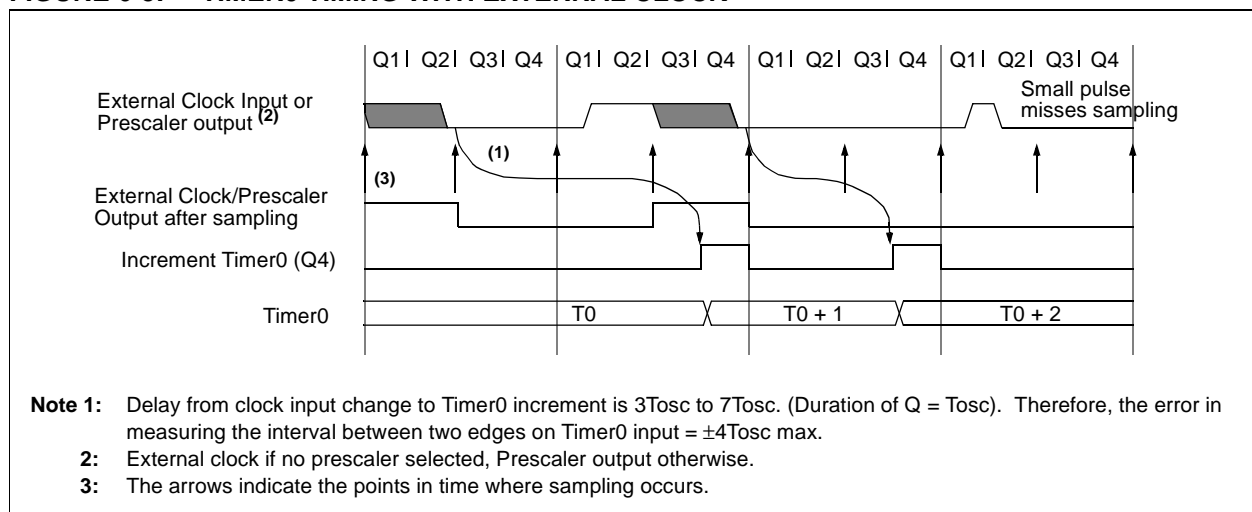 Q1| Q2| Q3| Q4 Q1| Q2| Q3| Q4 Q1| Q2| Q3| Q4 Q1| Q2| Q3| Q4
External Clock Input or
Prescaler output (2)
Small pulse
misses sampling
(1)
(3)
External Clock/Prescaler
Output after sampling
Increment Timer0 (Q4)
Timer0 T0 T0 + 1 T0 + 2
Note 1: Delay from clock input change to Timer0 increment is 3Tosc to 7Tosc. (Duration of Q = Tosc). Therefore, the error in
measuring the interval between two edges on Timer0 input = ±4Tosc max.
2: External clock if no prescaler selected, Prescaler output otherwise.
3: The arrows indicate the points in time where sampling occurs.